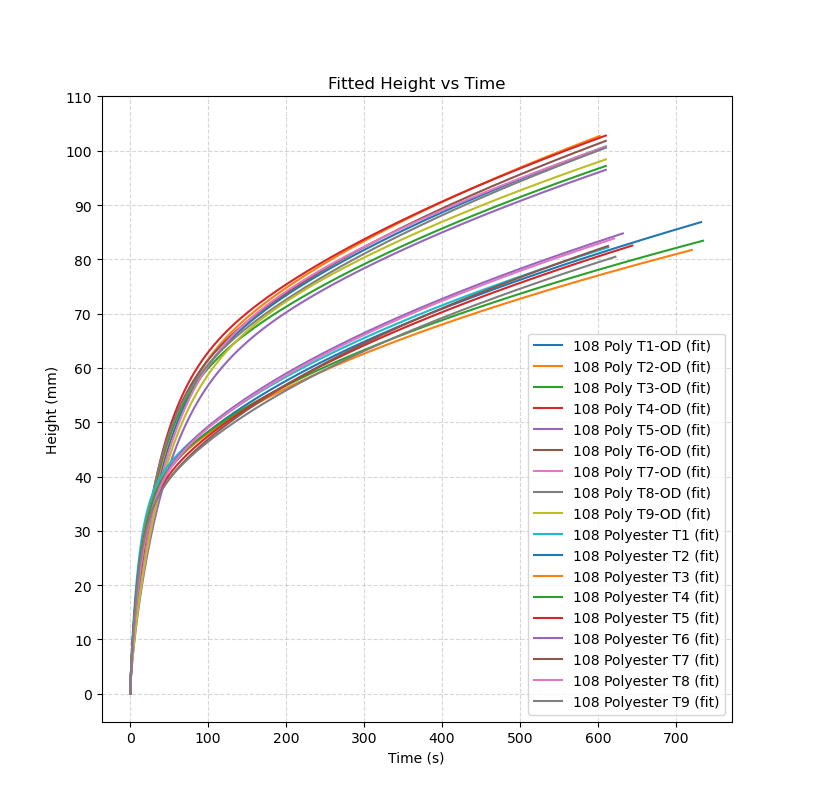 Fitted Height vs Time
110
100
90
80
70
60
50
40
30
20
10
0
Height (mm)
108 Poly T1-OD (fit)
108 Poly T2-OD (fit)
108 Poly T3-OD (fit)
108 Poly T4-OD (fit)
108 Poly T5-OD (fit)
108 Poly T6-OD (fit)
108 Poly T7-OD (fit)
108 Poly T8-OD (fit)
108 Poly T9-OD (fit)
108 Polyester T1 (fit)
108 Polyester T2 (fit)
108 Polyester T3 (fit)
108 Polyester T4 (fit)
108 Polyester T5 (fit)
108 Polyester T6 (fit)
108 Polyester T7 (fit)
108 Polyester T8 (fit)
108 Polyester T9 (fit)
0 100 200 300 400 500 600 700
Time (s)